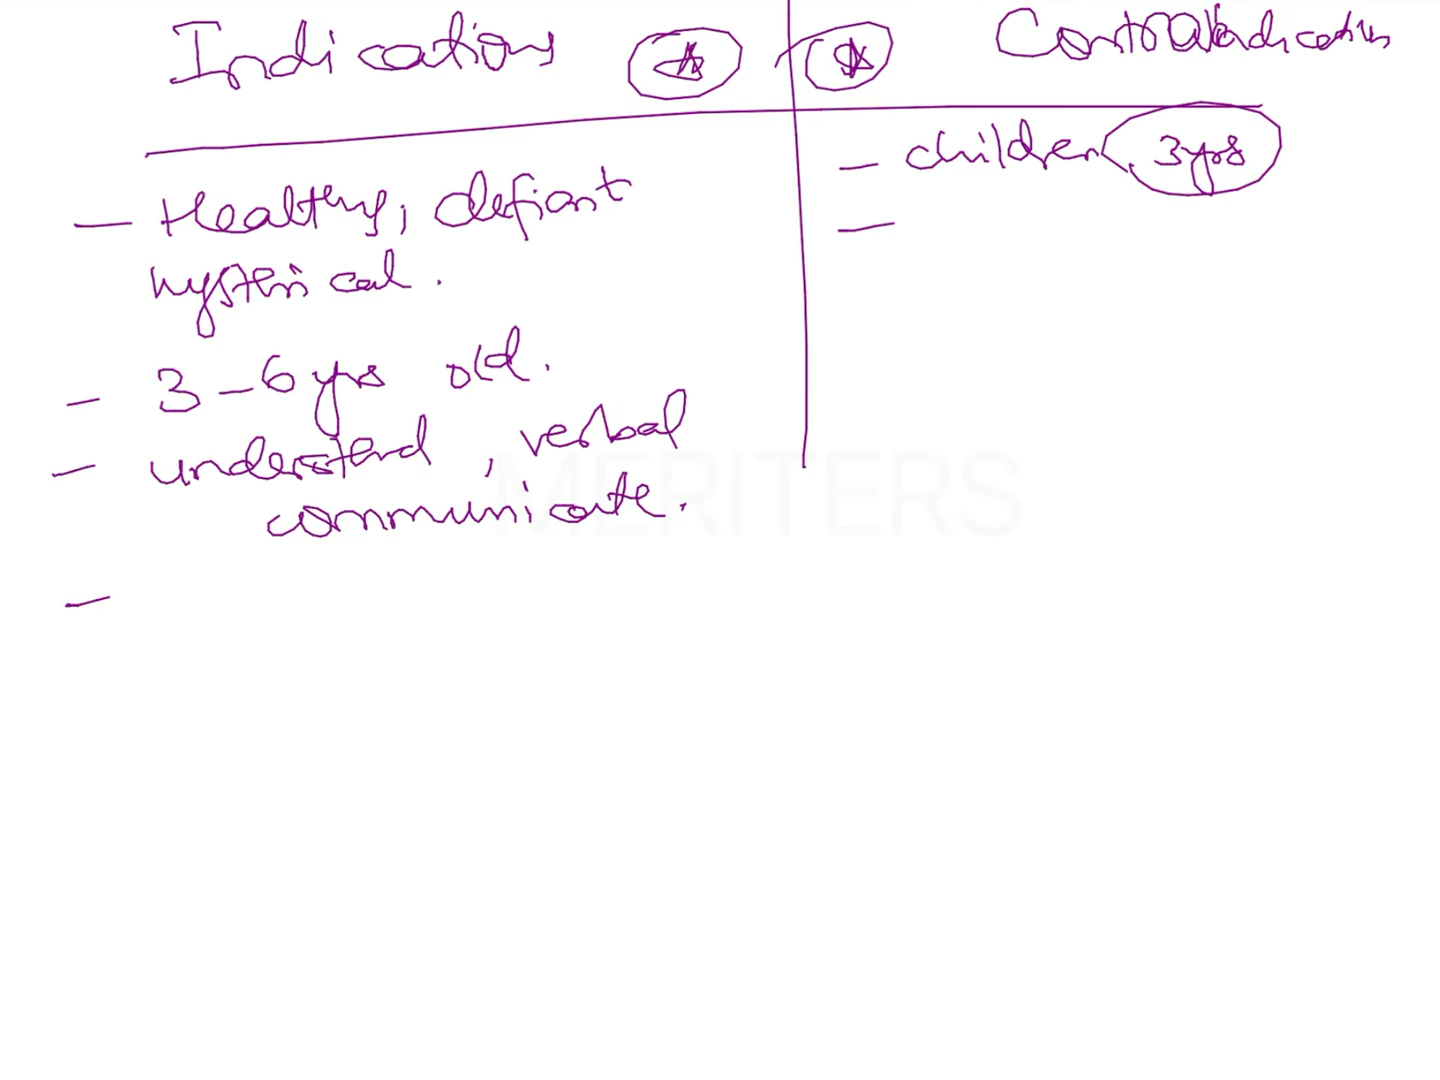 Indications
Contraindications
- Healthy, defiant
hysterical.
- 3-6 yrs old.
- understand, verbal
communicate.
-
- children < 3yrs
-
MERITERS